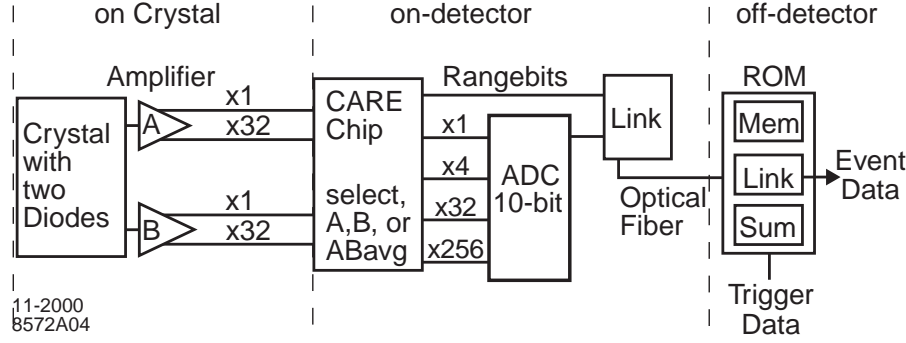 on Crystal
on-detector
off-detector
Amplifier
Rangebits
ROM
Crystal
with
two
Diodes
A
x1
x32
B
x1
x32
CARE
Chip
select,
A,B, or
ABavg
x1
x4
x32
x256
ADC
10-bit
Link
Optical
Fiber
Mem
Link
Sum
Event
Data
Trigger
Data
11-2000
8572A04